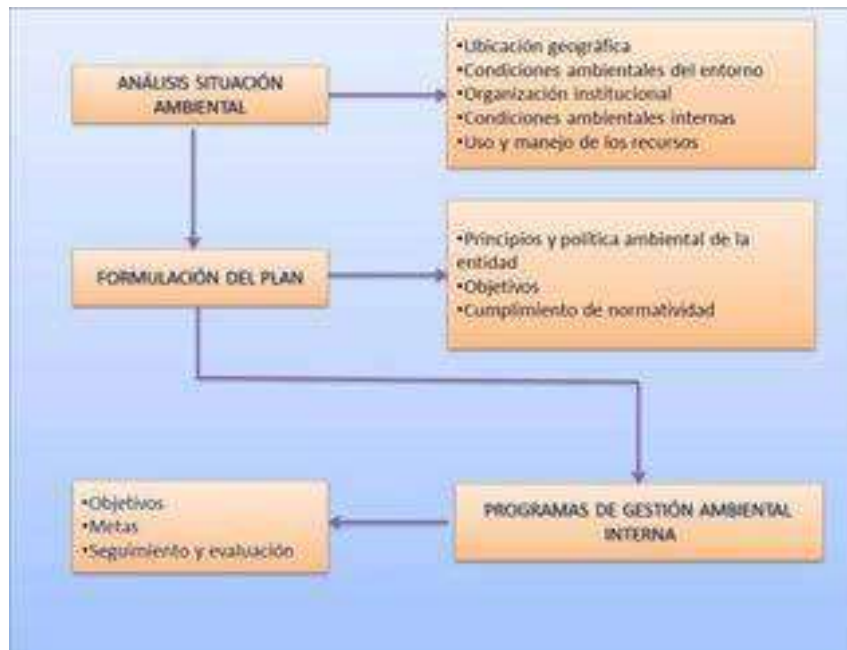 ANÁLISIS SITUACIÓN
AMBIENTAL
•Ubicación geográfica
•Condiciones ambientales del entorno
•Organización institucional
•Condiciones ambientales internas
•Uso y manejo de los recursos
FORMULACIÓN DEL PLAN
•Principios y política ambiental de la
entidad
•Objetivos
•Cumplimiento de normatividad
PROGRAMAS DE GESTIÓN AMBIENTAL
INTERNA
•Objetivos
•Metas
•Seguimiento y evaluación